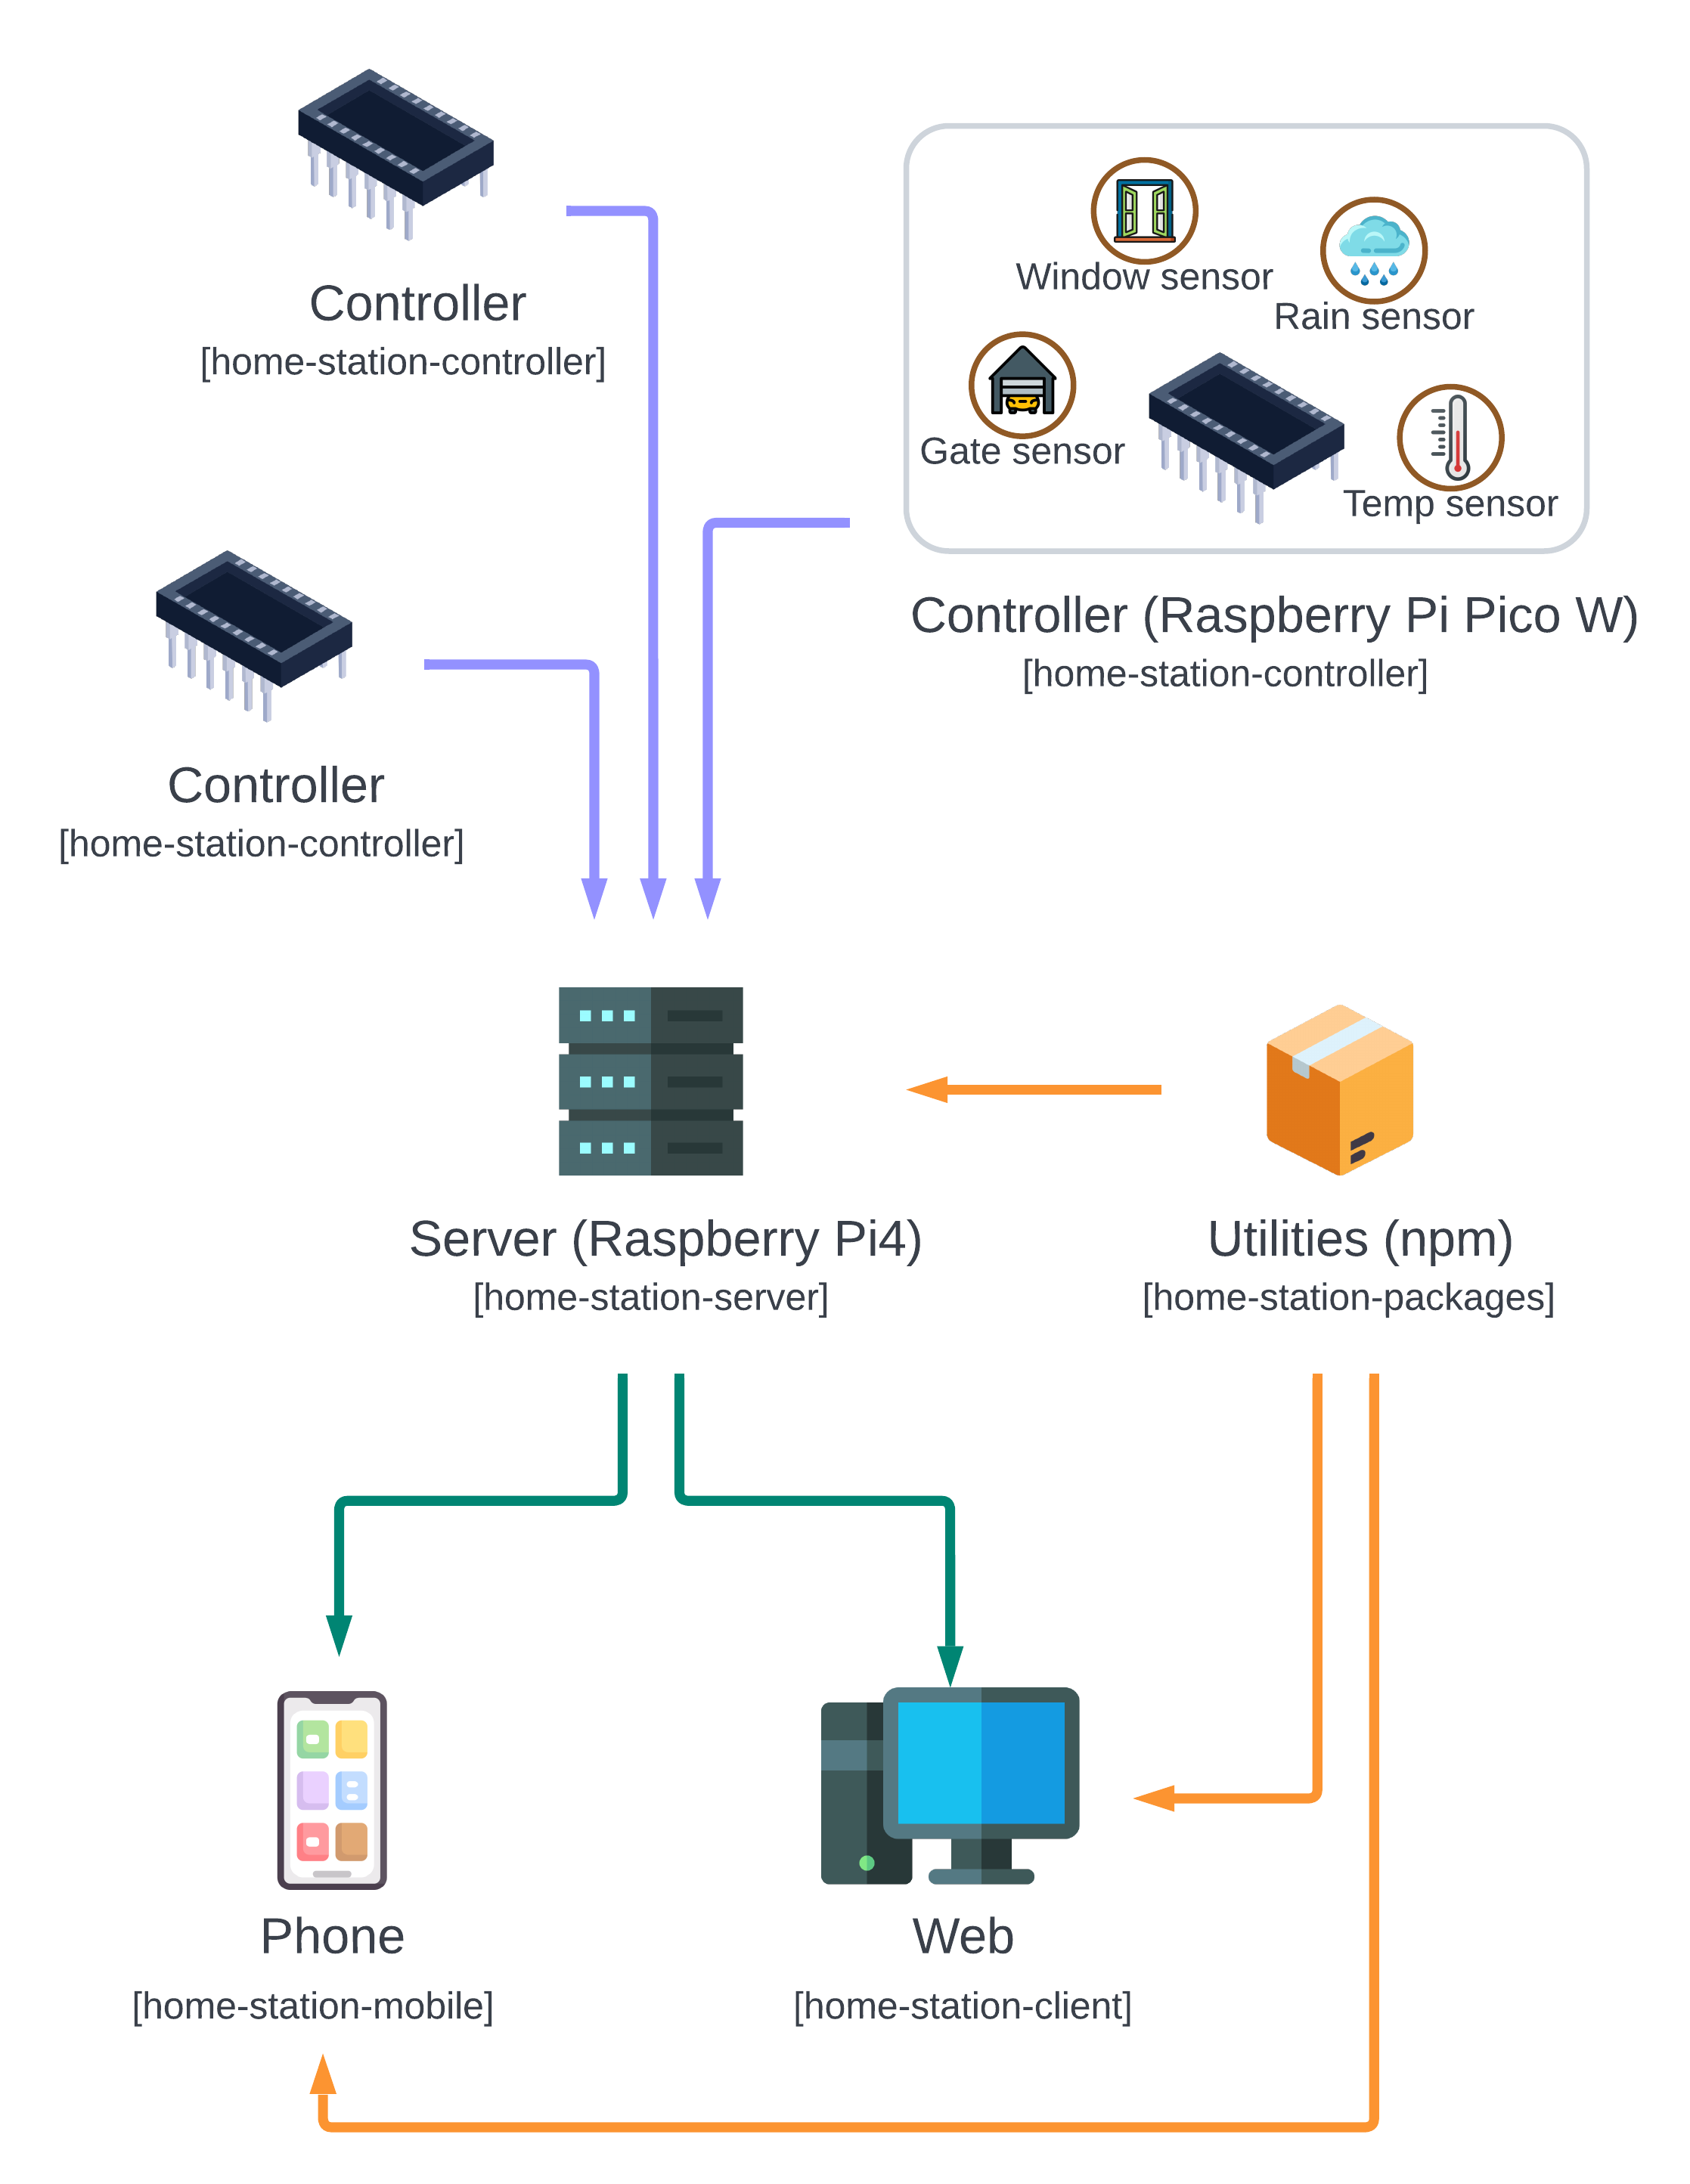 Controller
[home-station-controller]
Window sensor
Rain sensor
Gate sensor
Temp sensor
Controller (Raspberry Pi Pico W)
[home-station-controller]
Controller
[home-station-controller]
Server (Raspberry Pi4)
[home-station-server]
Utilities (npm)
[home-station-packages]
Phone
[home-station-mobile]
Web
[home-station-client]